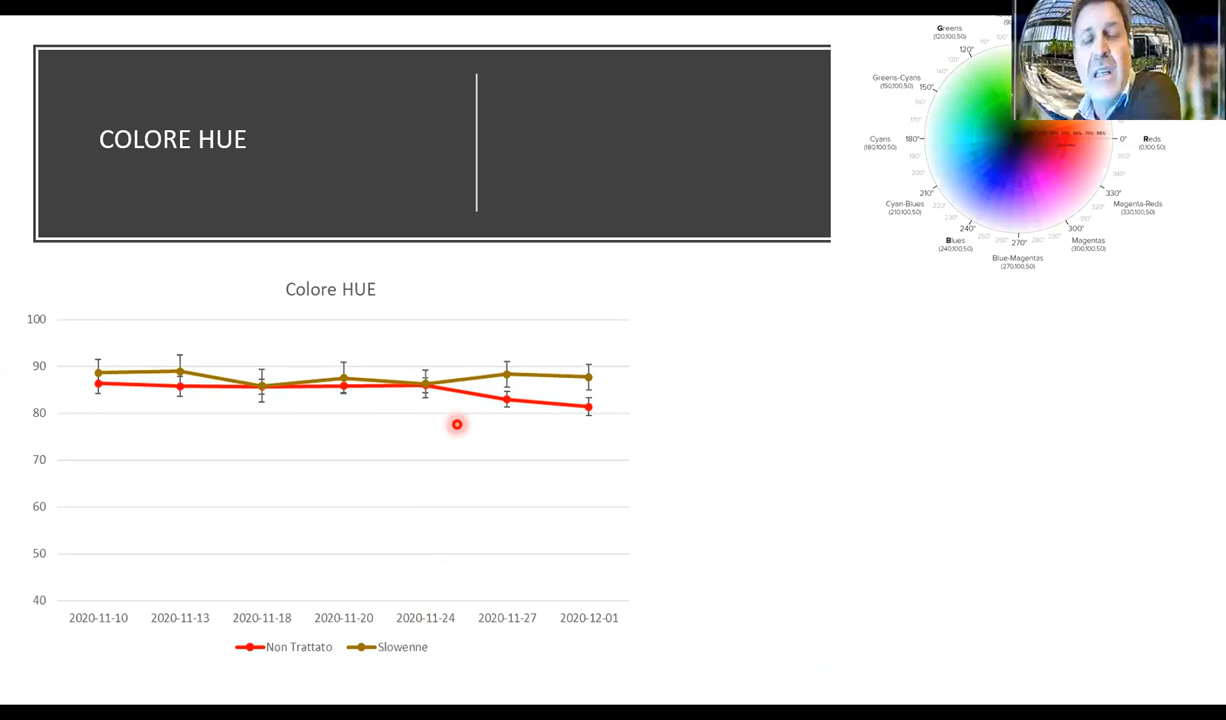 COLORE HUE
Greens
(120,100,50)
120°
Greens-Cyans
(150,100,50)
150°
Cyans
(180,100,50)
180°
0°
Reds
(0,100,50)
210°
Cyan-Blues
(210,100,50)
330°
Magenta-Reds
(330,100,50)
240°
Blues
(240,100,50)
270°
Blue-Magentas
(270,100,50)
300°
Magentas
(300,100,50)
Colore HUE
100
90
80
70
60
50
40
2020-11-10 2020-11-13 2020-11-18 2020-11-20 2020-11-24 2020-11-27 2020-12-01
Non Trattato Slowenne